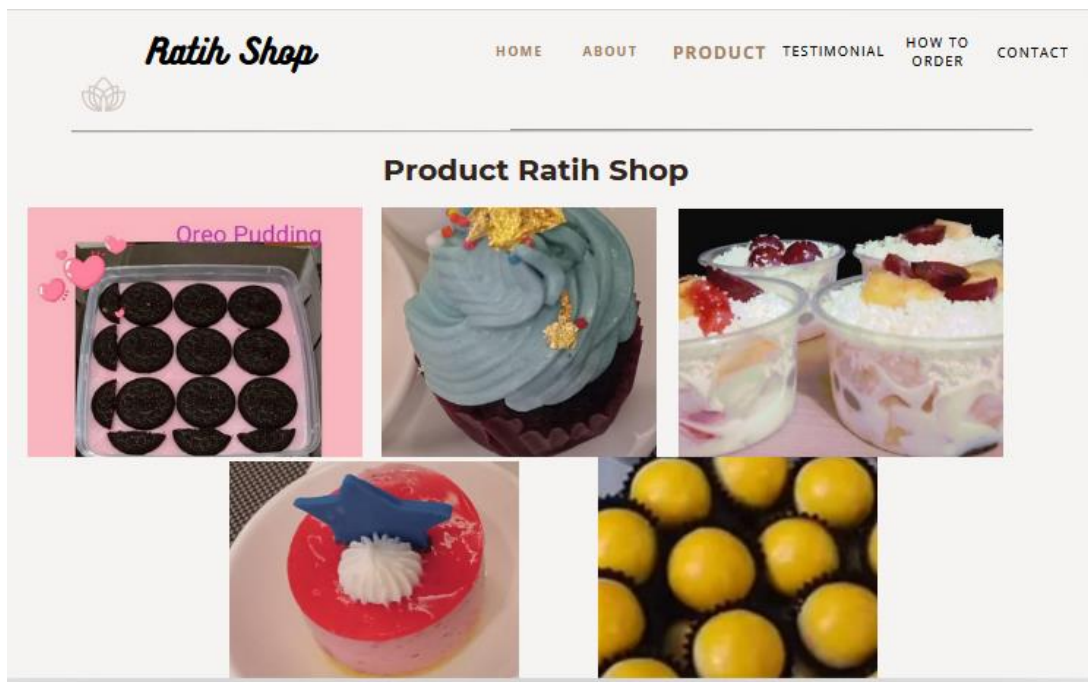 Ratih Shop
HOME ABOUT PRODUCT TESTIMONIAL HOW TO ORDER CONTACT
Product Ratih Shop
Oreo Pudding